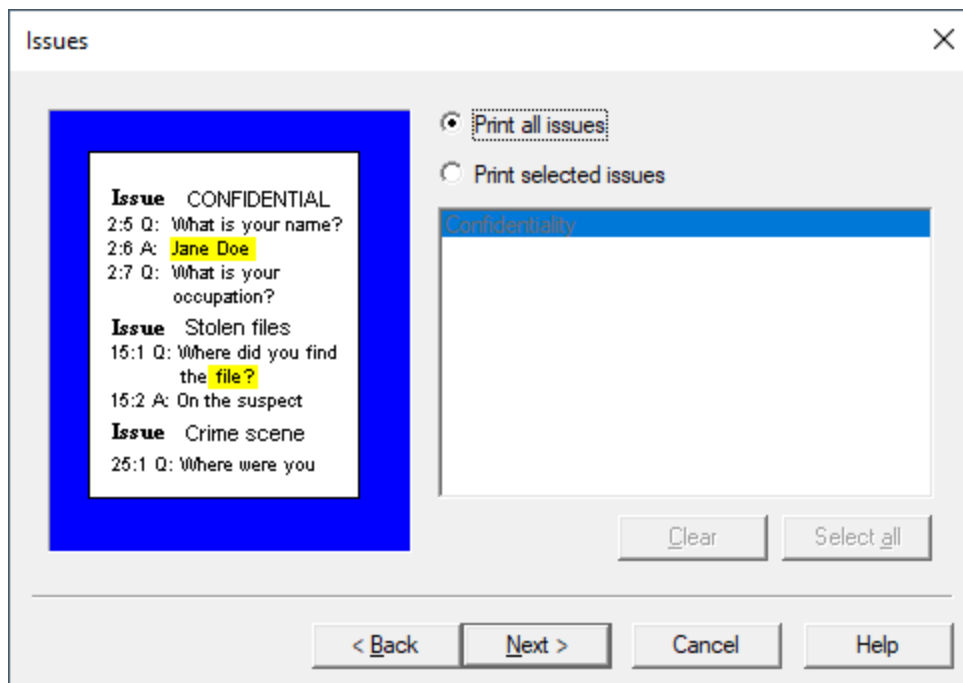 Issues
Issue CONFIDENTIAL
2:5 Q: What is your name?
2:6 A: Jane Doe
2:7 Q: What is your
occupation?
Issue Stolen files
15:1 Q: Where did you find
the file?
15:2 A: On the suspect
Issue Crime scene
25:1 Q: Where were you
Print all issues
Print selected issues
Confidentiality
Clear
Select all
< Back
Next >
Cancel
Help